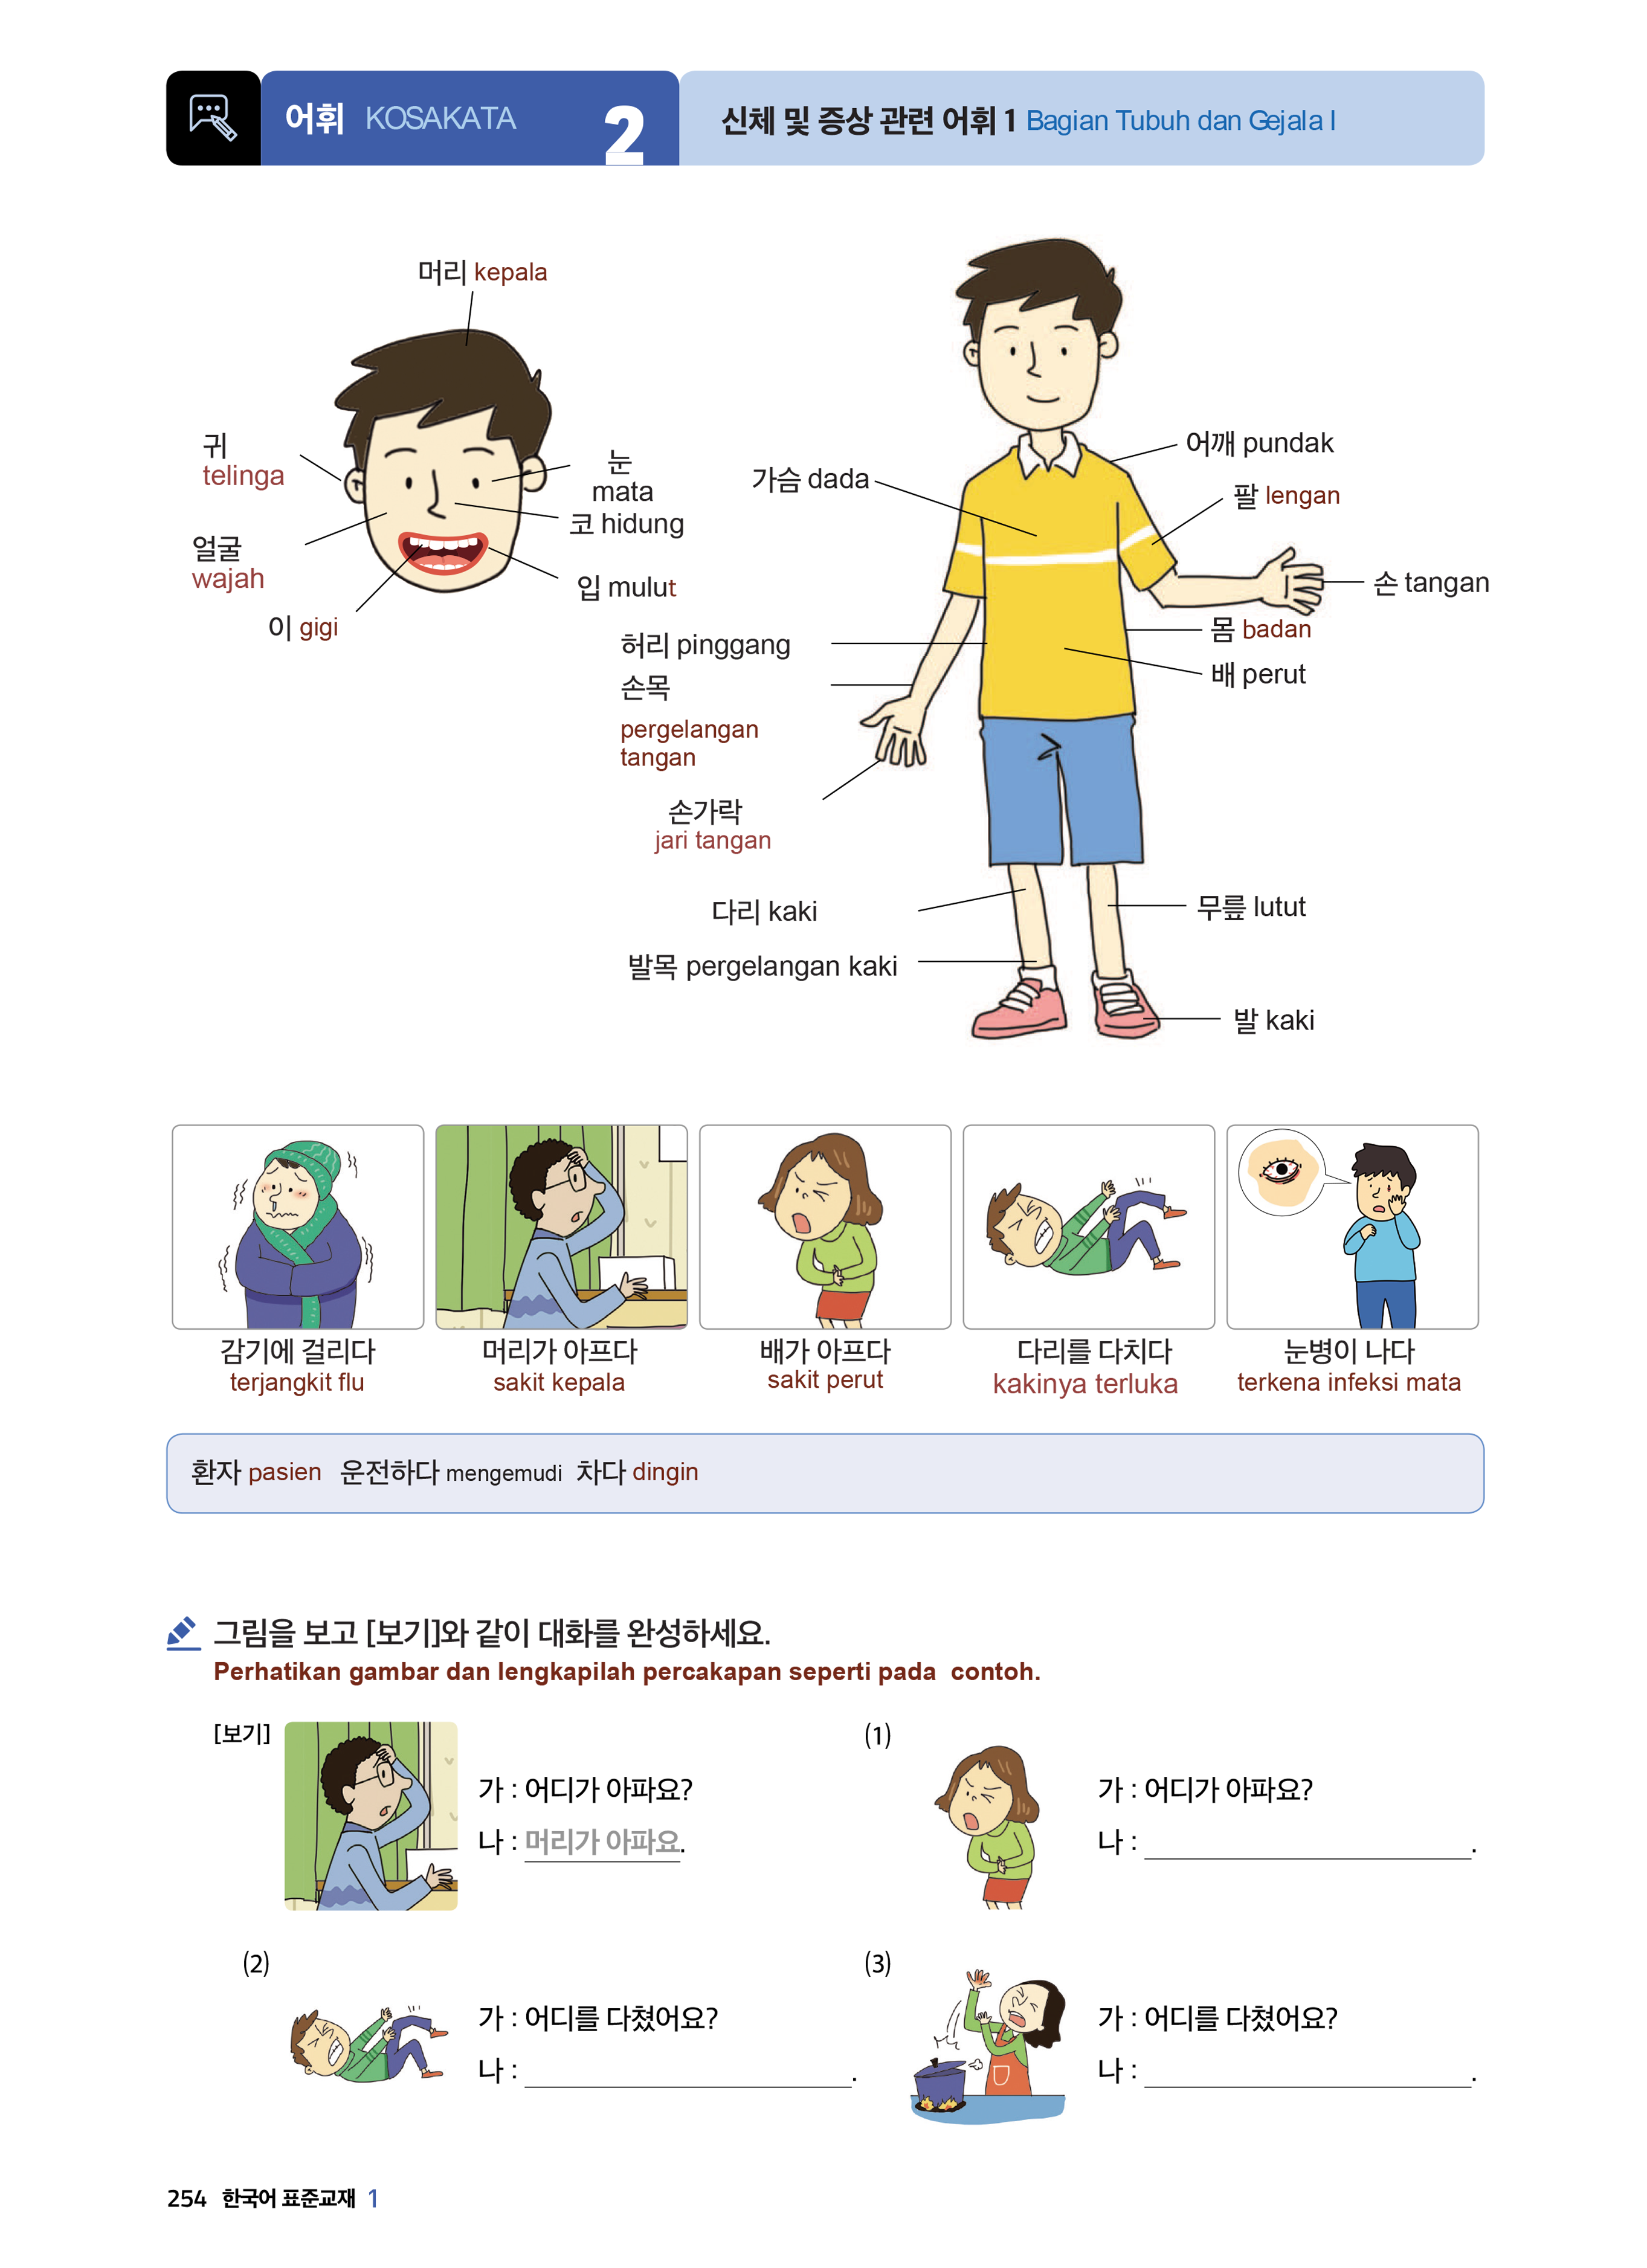 어휘 KOSAKATA 2 신체 및 증상 관련 어휘 1 Bagian Tubuh dan Gejala I
머리 kepala
귀
telinga
눈
mata
코 hidung
얼굴
wajah
입 mulut
이 gigi
어깨 pundak
가슴 dada
팔 lengan
손 tangan
몸 badan
허리 pinggang
배 perut
손목
pergelangan
tangan
손가락
jari tangan
다리 kaki
무릎 lutut
발목 pergelangan kaki
발 kaki
감기에 걸리다
terjangkit flu
머리가 아프다
sakit kepala
배가 아프다
sakit perut
다리를 다치다
kakinya terluka
눈병이 나다
terkena infeksi mata
환자 pasien 운전하다 mengemudi 차다 dingin
그림을 보고 [보기]와 같이 대화를 완성하세요.
Perhatikan gambar dan lengkapilah percakapan seperti pada contoh.
[보기]
가 : 어디가 아파요?
나 : 머리가 아파요.
(1)
가 : 어디가 아파요?
나 : .
(2)
가 : 어디를 다쳤어요?
나 : .
(3)
가 : 어디를 다쳤어요?
나 : .
254 한국어 표준교재 1